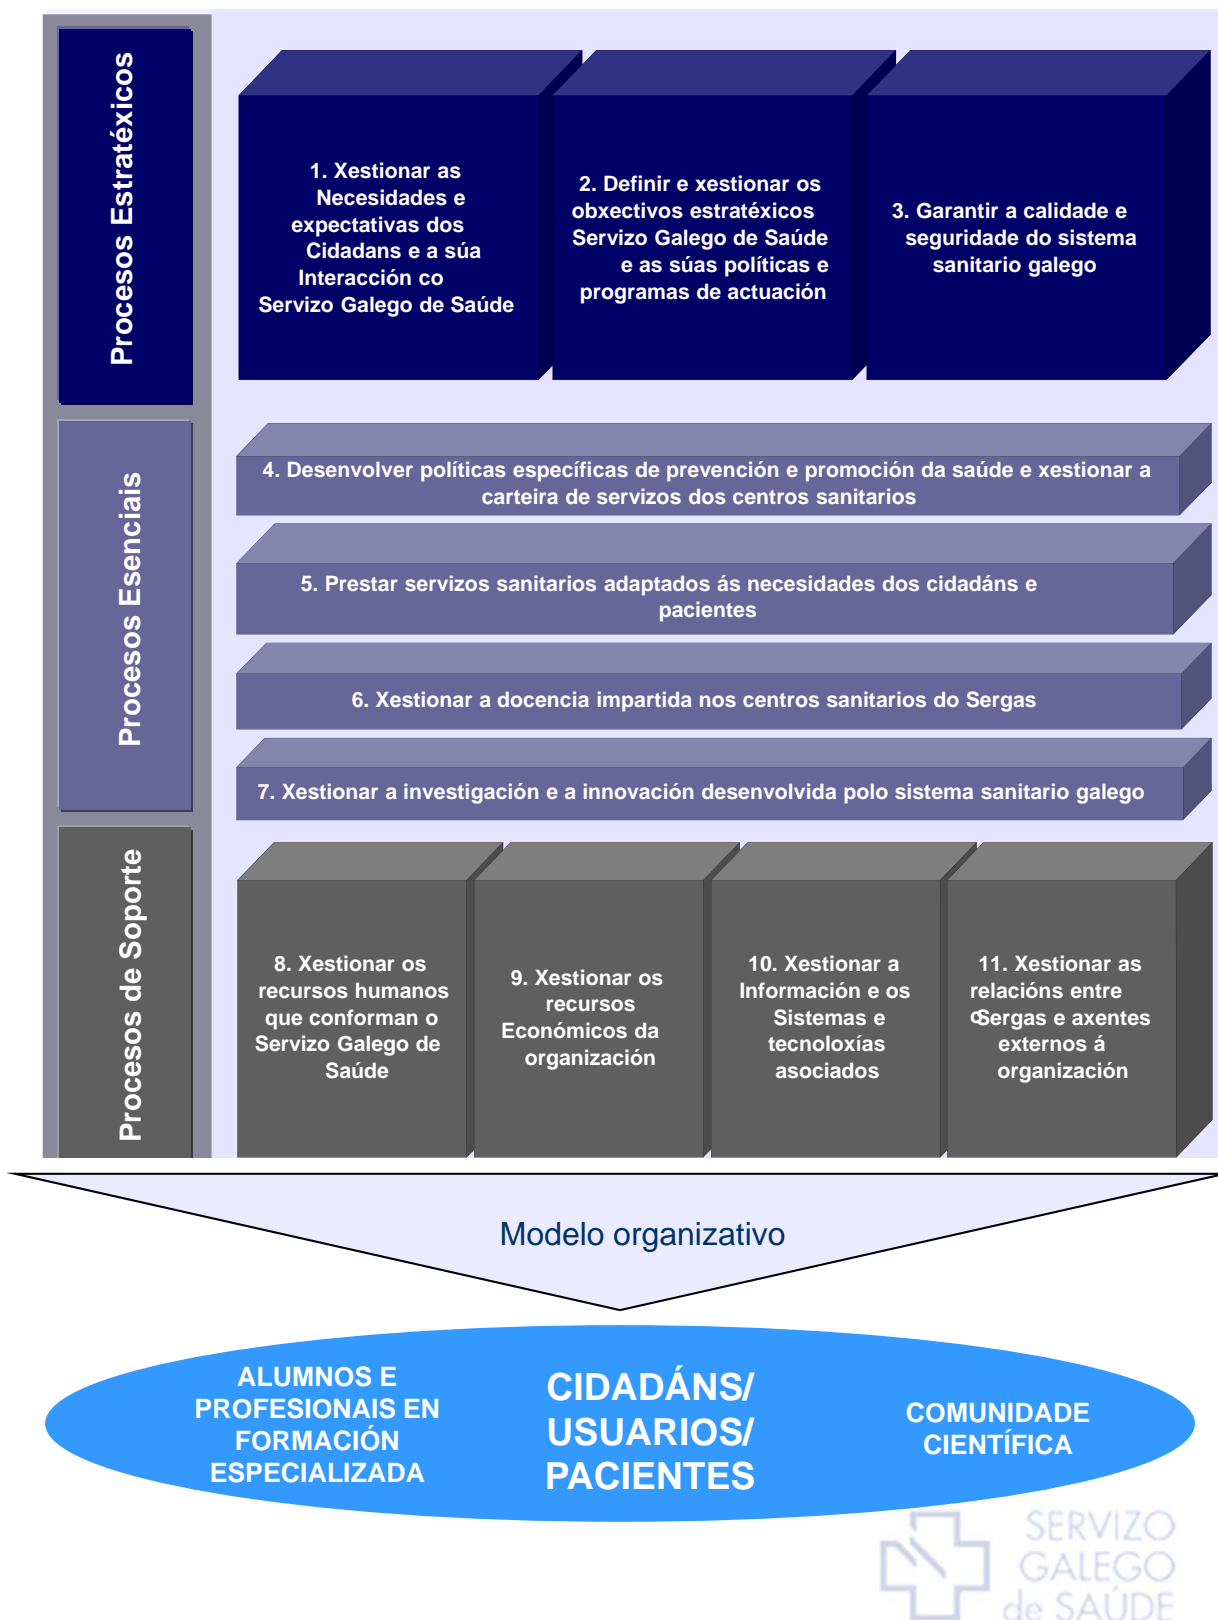 Procesos Estratéxicos
1. Xestionar as
Necesidades e
expectativas dos
Cidadans e a súa
Interacción co
Servizo Galego de Saúde
2. Definir e xestionar os
obxectivos estratéxicos
Servizo Galego de Saúde
e as súas políticas e
programas de actuación
3. Garantir a calidade e
seguridade do sistema
sanitario galego
Procesos Esenciais
4. Desenvolver políticas específicas de prevención e promoción da saúde e xestionar a
carteira de servizos dos centros sanitarios
5. Prestar servizos sanitarios adaptados ás necesidades dos cidadáns e
pacientes
6. Xestionar a docencia impartida nos centros sanitarios do Sergas
7. Xestionar a investigación e a innovación desenvolvida polo sistema sanitario galego
Procesos de Soporte
8. Xestionar os
recursos humanos
que conforman o
Servizo Galego de
Saúde
9. Xestionar os
recursos
Económicos da
organización
10. Xestionar a
Información e os
Sistemas e
tecnoloxías
asociados
11. Xestionar as
relacións entre
o Sergas e axentes
externos á
organización
Modelo organizativo
ALUMNOS E
PROFESIONAIS EN
FORMACIÓN
ESPECIALIZADA
CIDADÁNS/
USUARIOS/
PACIENTES
COMUNIDADE
CIENTÍFICA
SERVIZO
GALEGO
de SAÚDE